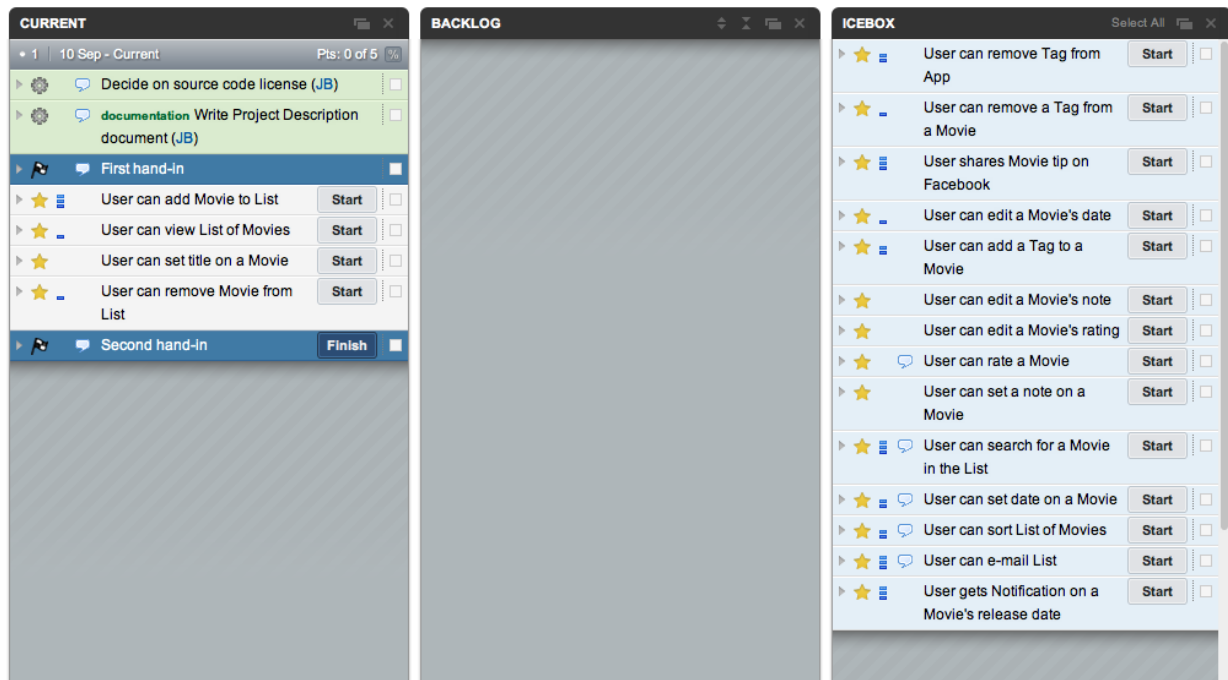 CURRENT
• 1 10 Sep - Current Pts: 0 of 5 %
Decide on source code license (JB)
documentation Write Project Description
document (JB)
First hand-in
User can add Movie to List Start
User can view List of Movies Start
User can set title on a Movie Start
User can remove Movie from Start
List
Second hand-in Finish
BACKLOG
ICEBOX Select All
User can remove Tag from Start
App
User can remove a Tag from Start
a Movie
User shares Movie tip on Start
Facebook
User can edit a Movie's date Start
User can add a Tag to a Start
Movie
User can edit a Movie's note Start
User can edit a Movie's rating Start
User can rate a Movie Start
User can set a note on a Start
Movie
User can search for a Movie Start
in the List
User can set date on a Movie Start
User can sort List of Movies Start
User can e-mail List Start
User gets Notification on a Start
Movie's release date